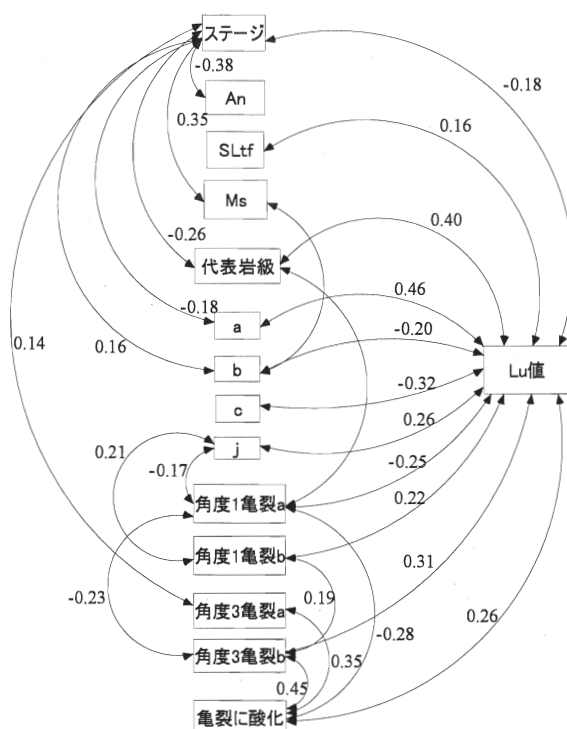 ステージ
-0.38
-0.18
An
0.35
0.16
SLtf
Ms
-0.26
0.40
代表岩級
-0.18
a
0.46
0.14
0.16
-0.20
b
Lu値
-0.32
c
0.26
j
0.21
-0.17
-0.25
角度1亀裂a
0.22
角度1亀裂b
0.31
-0.23
0.19
角度3亀裂a
0.26
-0.28
角度3亀裂b
0.35
0.45
亀裂に酸化